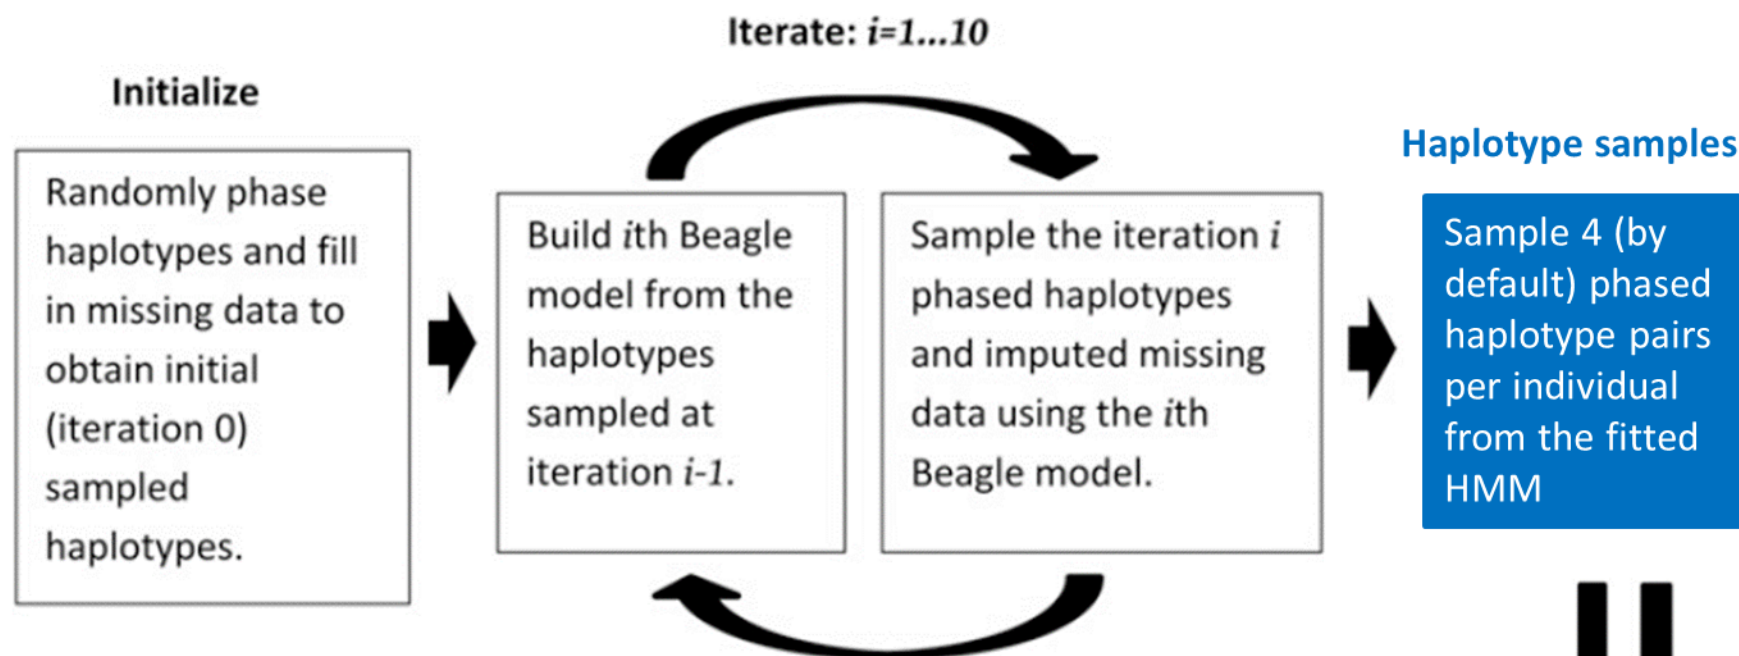 Iterate: i=1...10
Initialize
Randomly phase
haplotypes and fill
in missing data to
obtain initial
(iteration 0)
sampled
haplotypes.
Build ith Beagle
model from the
haplotypes
sampled at
iteration i-1.
Sample the iteration i
phased haplotypes
and imputed missing
data using the ith
Beagle model.
Haplotype samples
Sample 4 (by
default) phased
haplotype pairs
per individual
from the fitted
HMM